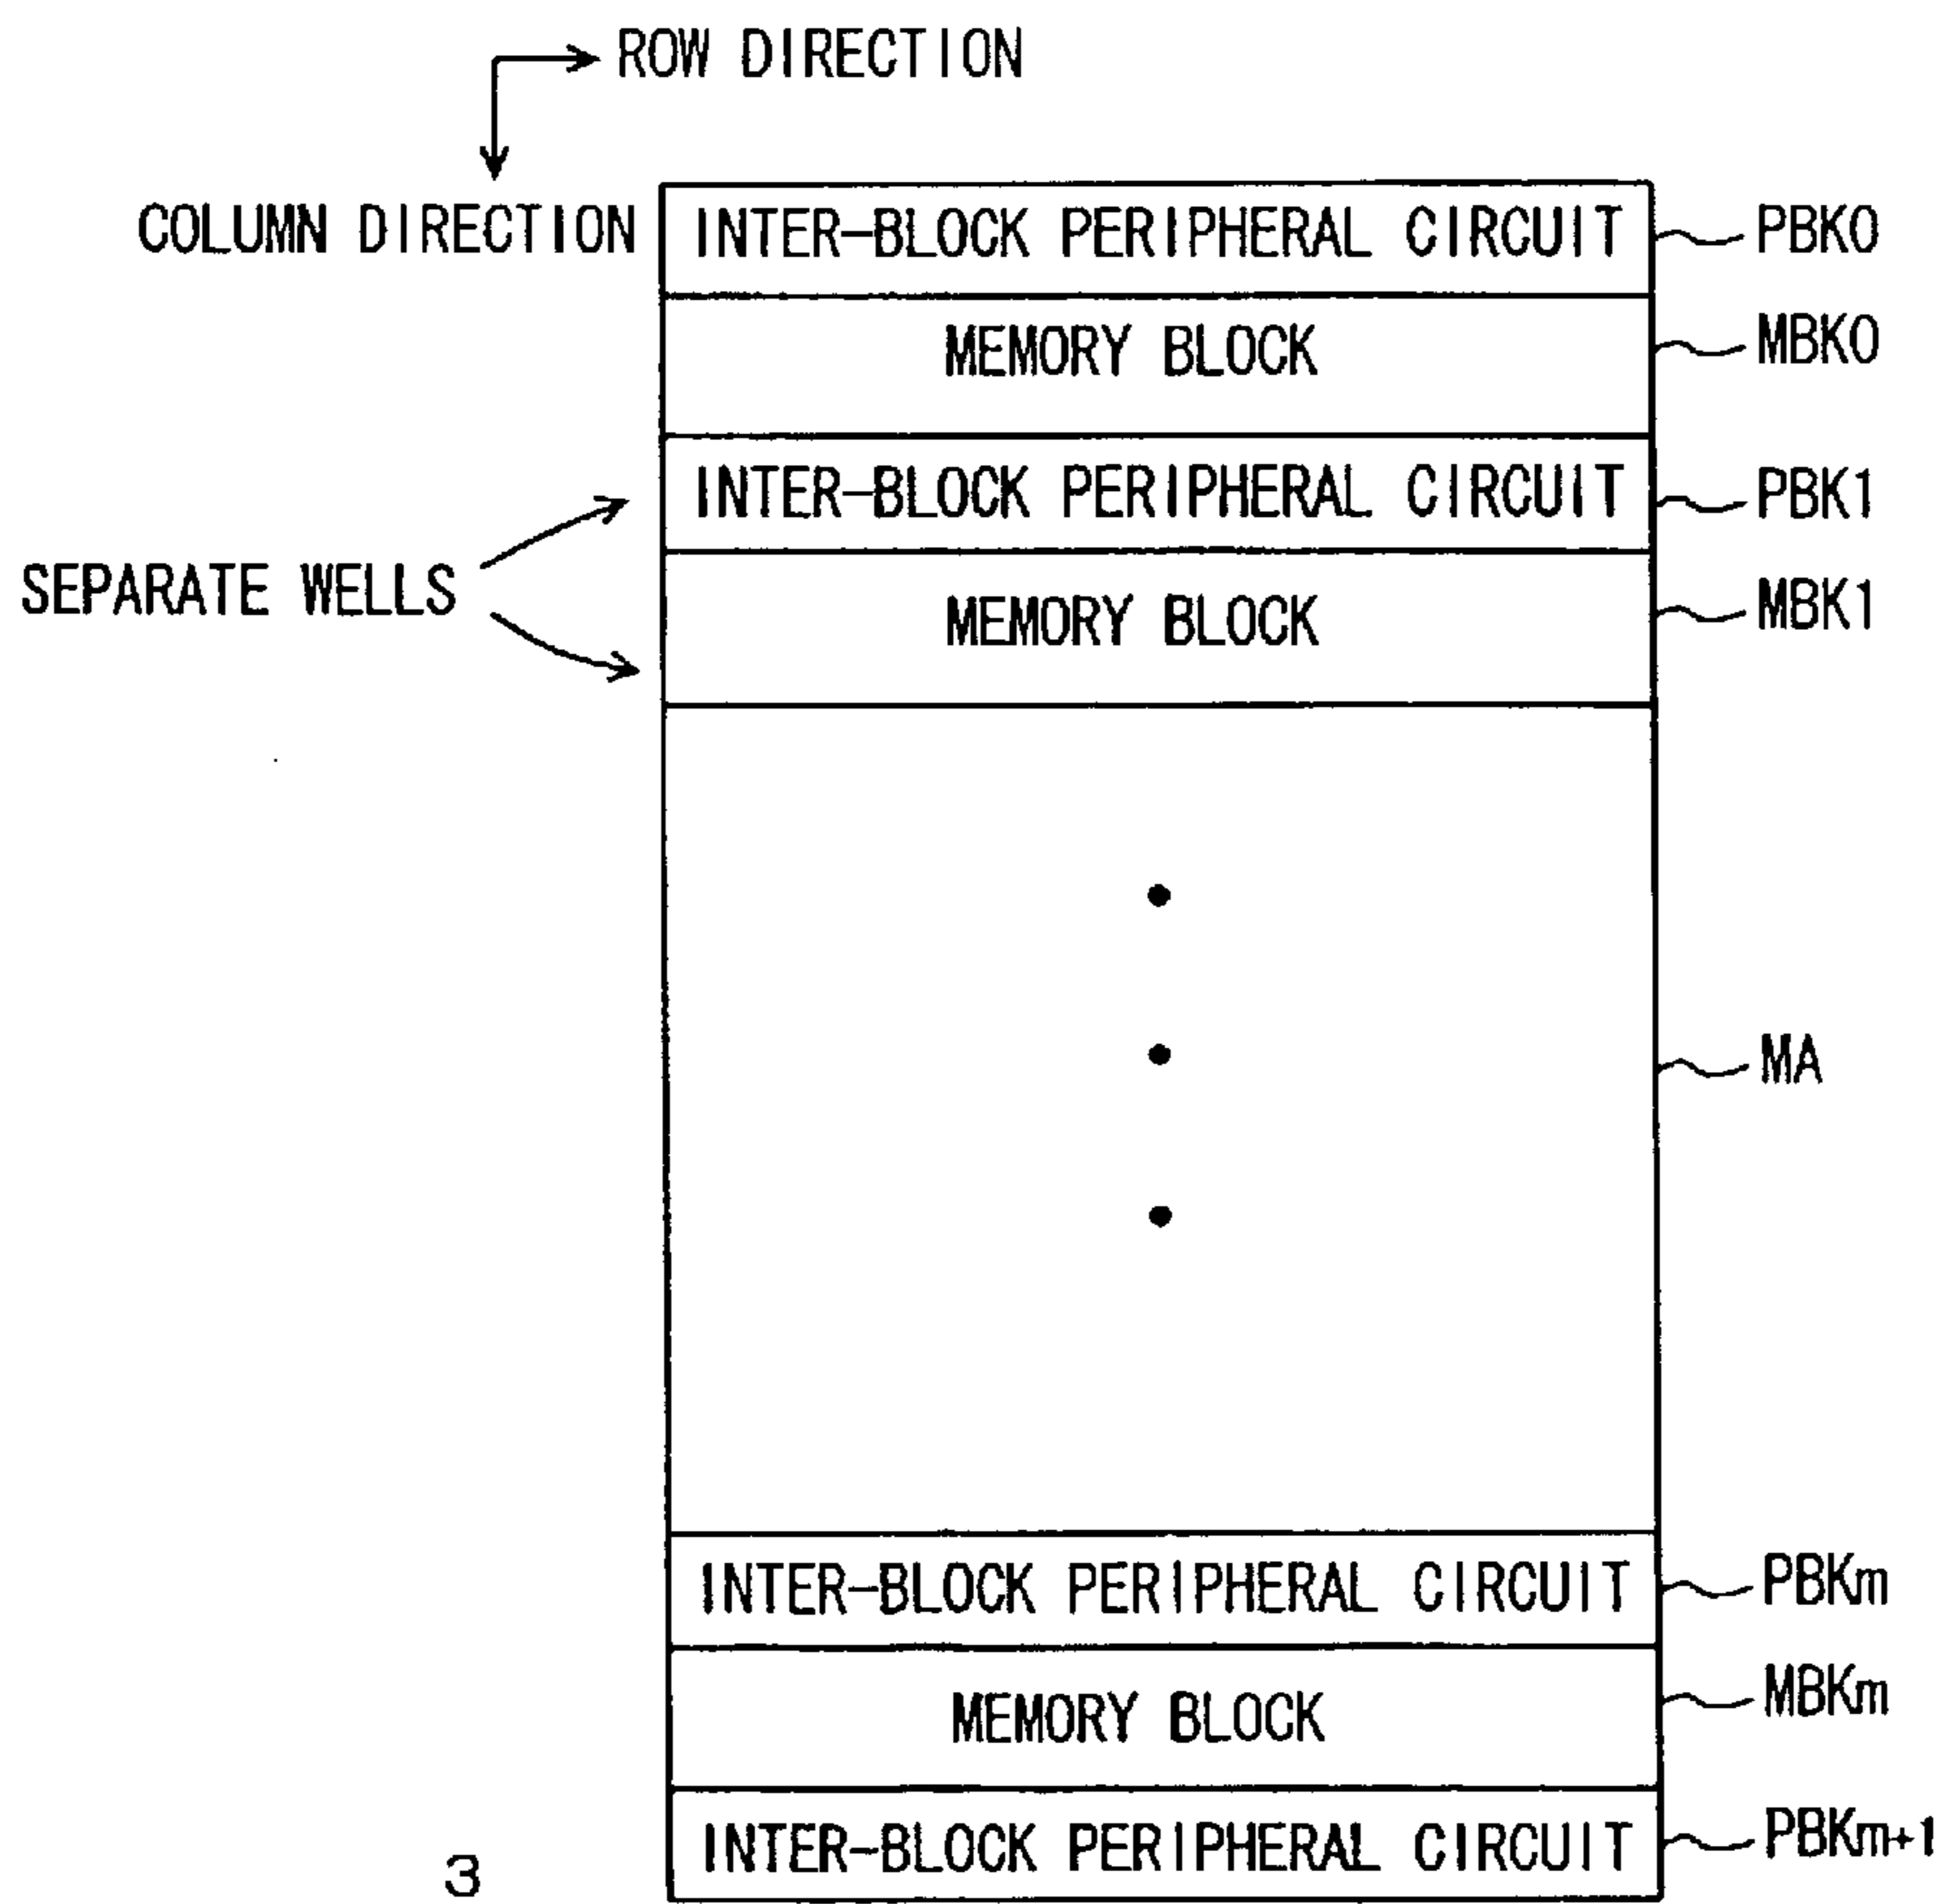 ROW DIRECTION
COLUMN DIRECTION
INTER-BLOCK PERIPHERAL CIRCUIT
PBK0
MEMORY BLOCK
MBK0
INTER-BLOCK PERIPHERAL CIRCUIT
PBK1
SEPARATE WELLS
MEMORY BLOCK
MBK1
MA
INTER-BLOCK PERIPHERAL CIRCUIT
PBKm
MEMORY BLOCK
MBKm
INTER-BLOCK PERIPHERAL CIRCUIT
PBKm+1
3